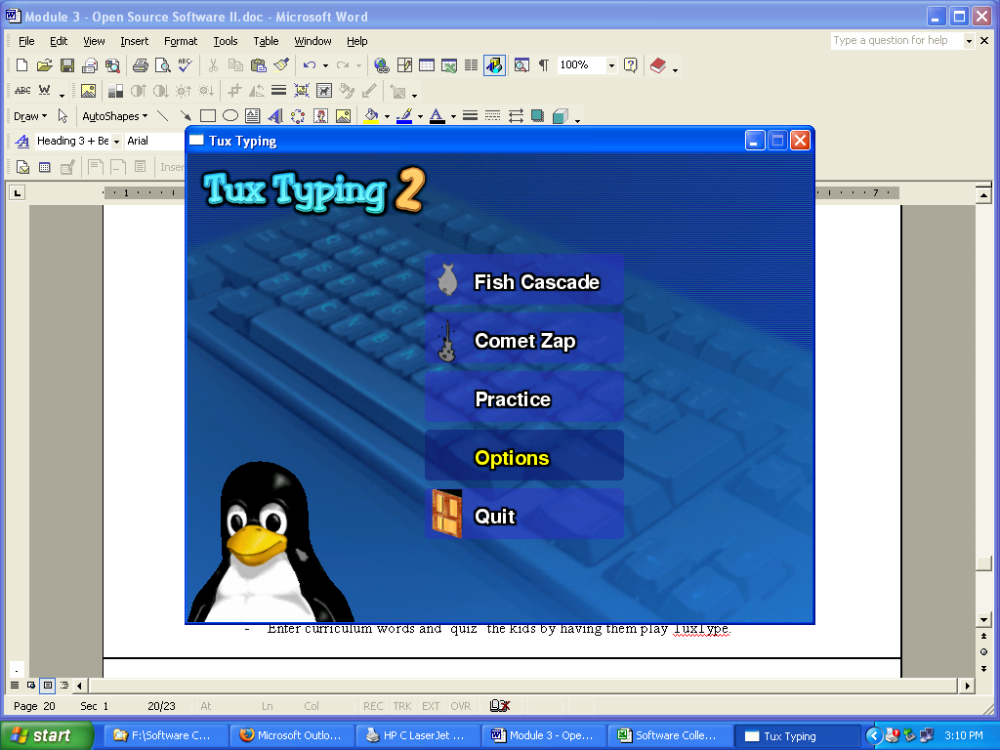 Module 3 - Open Source Software II.doc - Microsoft Word
File Edit View Insert Format Tools Table Window Help
Type a question for help
100%
ABC
Draw AutoShapes
Heading 3 + Be Arial
Inser
1 7
Tux Typing
Tux Typing 2
Fish Cascade
Comet Zap
Practice
Options
Quit
- Enter curriculum words and "quiz" the kids by having them play TuxType.
Page 20 Sec 1 20/23 At Ln Col REC TRK EXT OVR
start F:\Software C... Microsoft Outlo... HP C LaserJet ... Module 3 - Ope... Software Colle... Tux Typing 3:10 PM